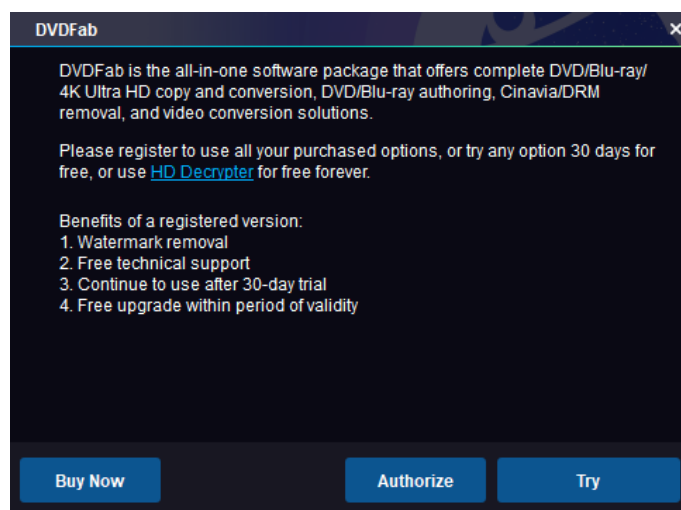 DVDFab
DVDFab is the all-in-one software package that offers complete DVD/Blu-ray/
4K Ultra HD copy and conversion, DVD/Blu-ray authoring, Cinavia/DRM
removal, and video conversion solutions.
Please register to use all your purchased options, or try any option 30 days for
free, or use HD Decrypter for free forever.
Benefits of a registered version:
1. Watermark removal
2. Free technical support
3. Continue to use after 30-day trial
4. Free upgrade within period of validity
Buy Now Authorize Try